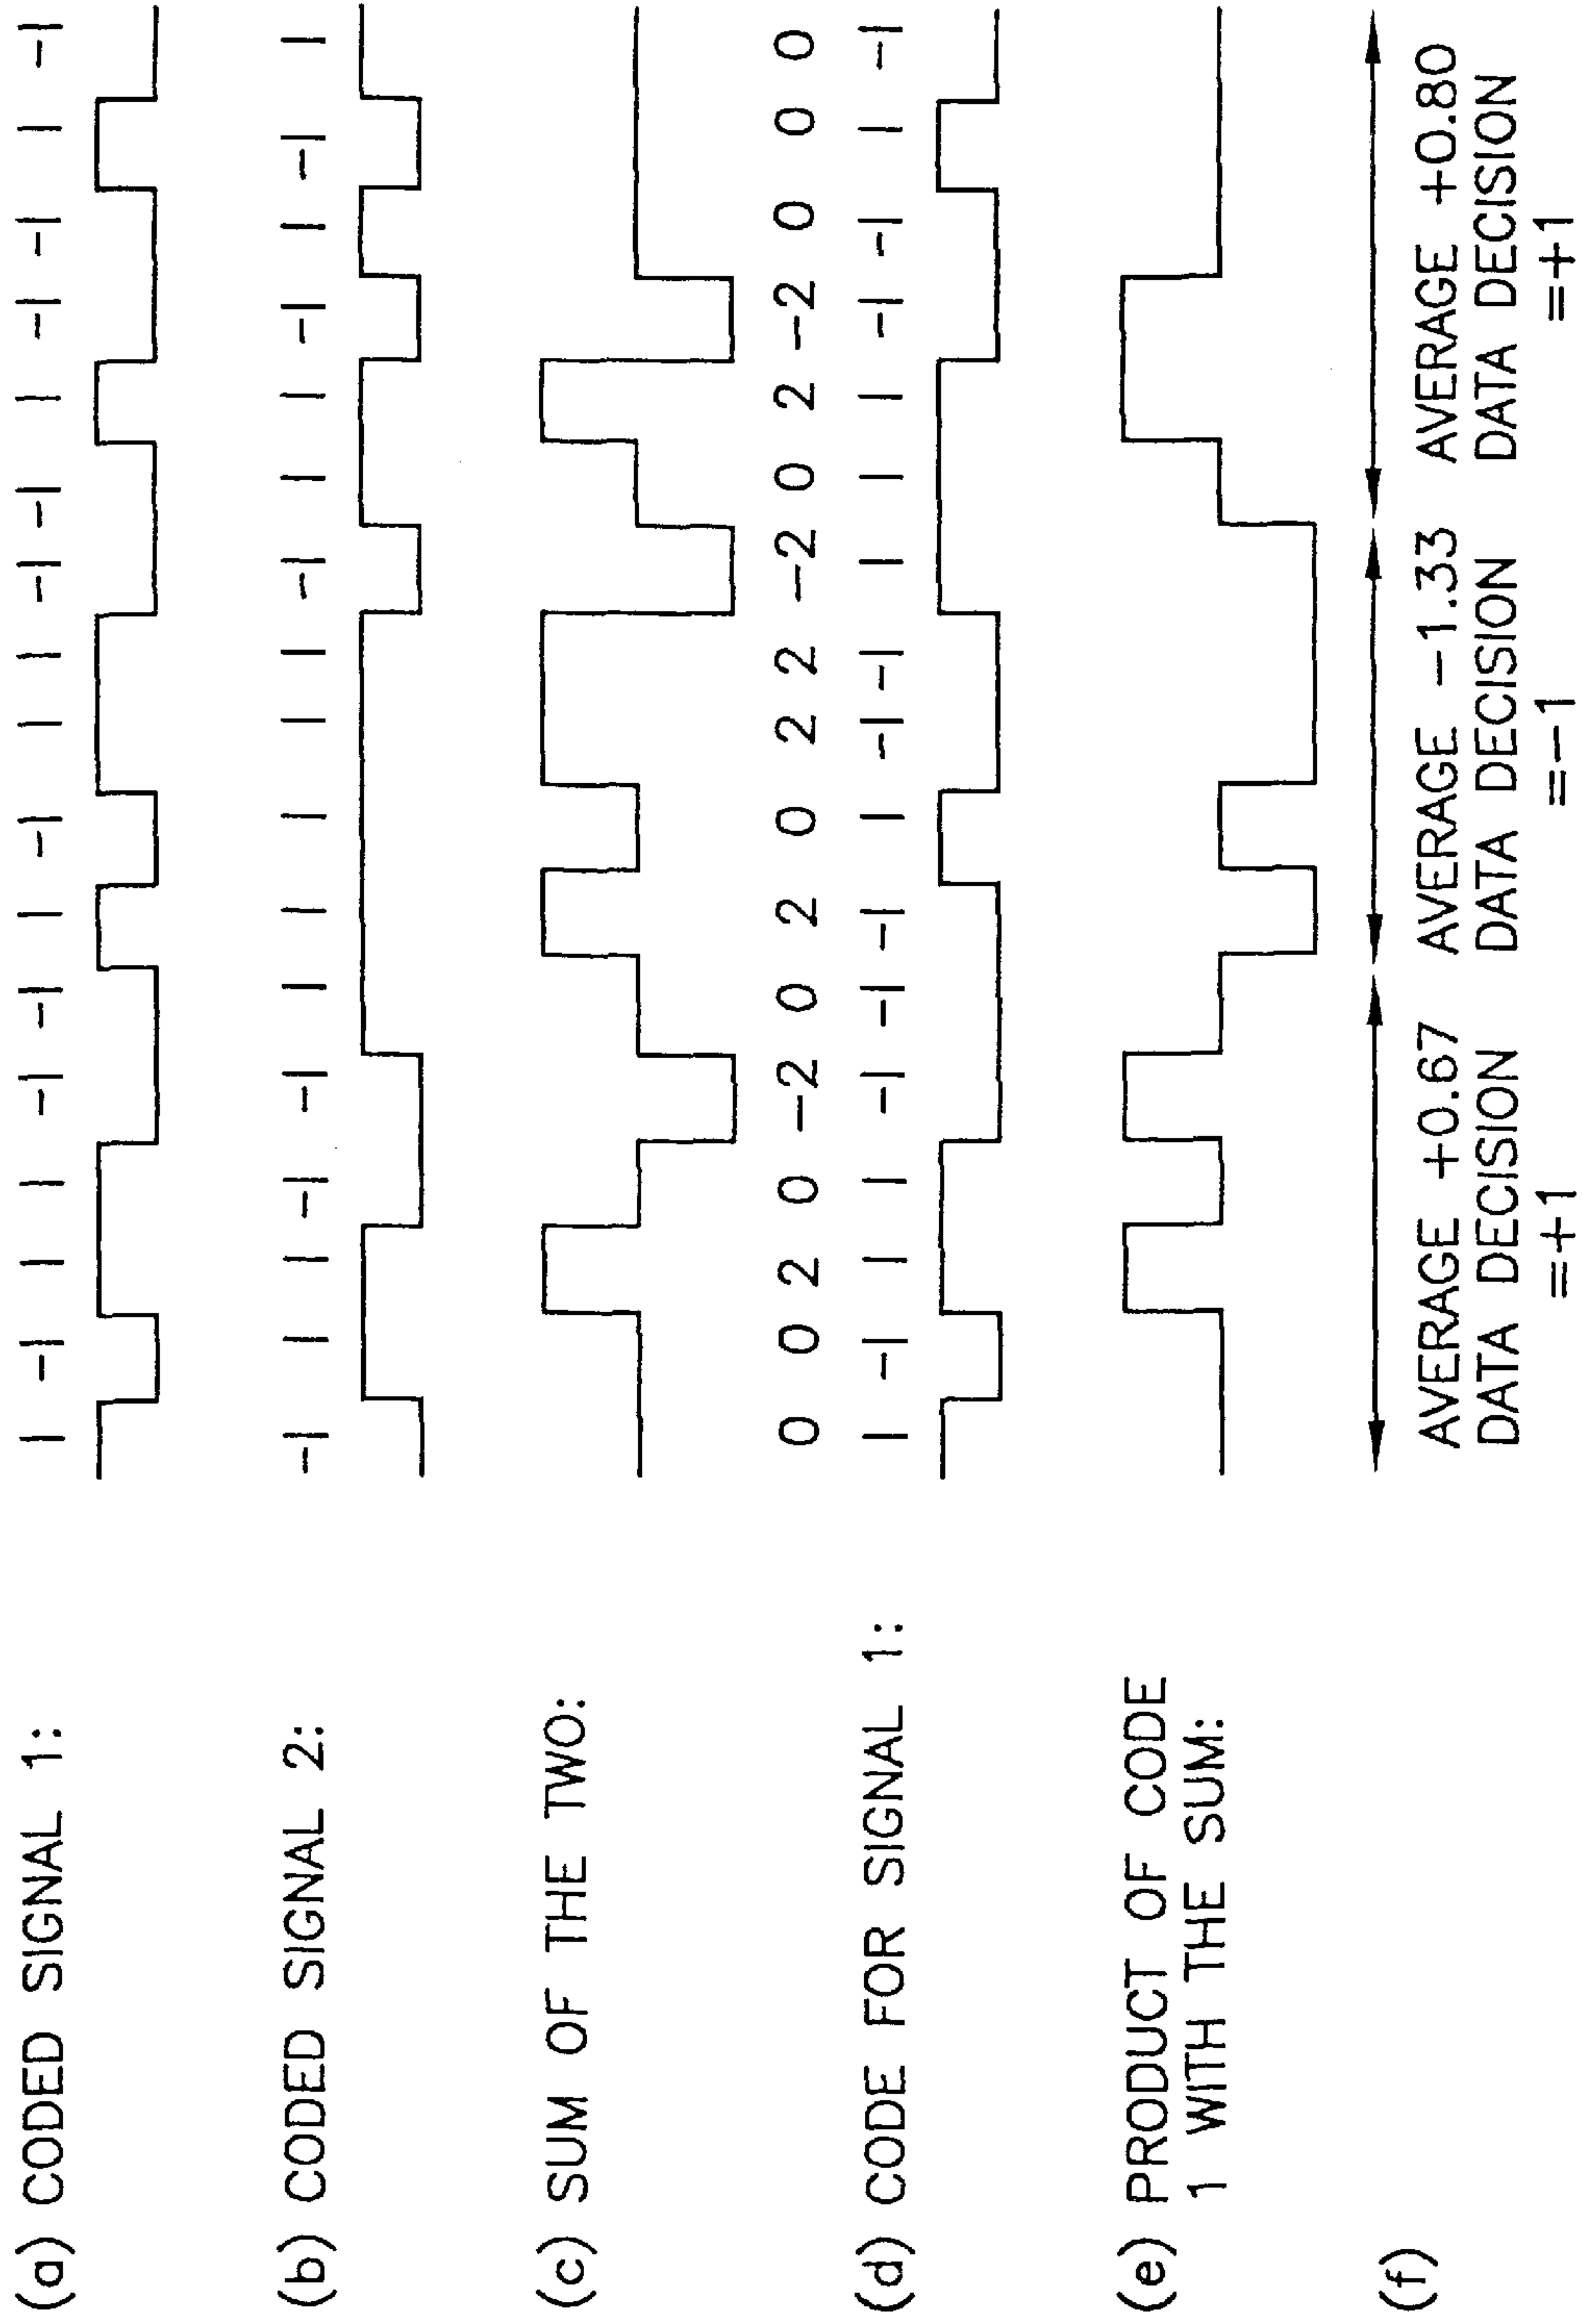 (a) CODED SIGNAL 1: 1 -1 1 1 -1 -1 1 -1 1 1 -1 -1 1 -1 -1 1 -1
(b) CODED SIGNAL 2: -1 1 1 -1 -1 1 1 1 1 1 -1 1 1 -1 1 -1 1
(c) SUM OF THE TWO:
0 0 2 0 -2 0 2 0 2 2 -2 0 2 -2 0 0 0
(d) CODE FOR SIGNAL 1: 1 -1 1 1 -1 -1 -1 1 -1 -1 1 1 1 -1 -1 1 -1
(e) PRODUCT OF CODE
1 WITH THE SUM:
(f)
AVERAGE +0.67 AVERAGE -1.33 AVERAGE +0.80
DATA DECISION DATA DECISION DATA DECISION
=+1 =-1 =+1